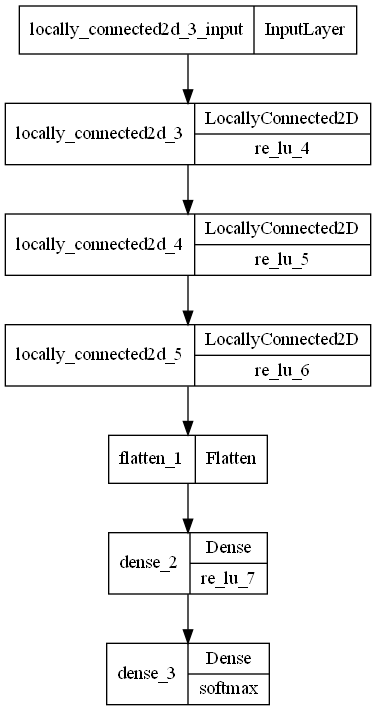 locally_connected2d_3_input InputLayer
locally_connected2d_3 LocallyConnected2D
re_lu_4
locally_connected2d_4 LocallyConnected2D
re_lu_5
locally_connected2d_5 LocallyConnected2D
re_lu_6
flatten_1 Flatten
dense_2 Dense
re_lu_7
dense_3 Dense
softmax